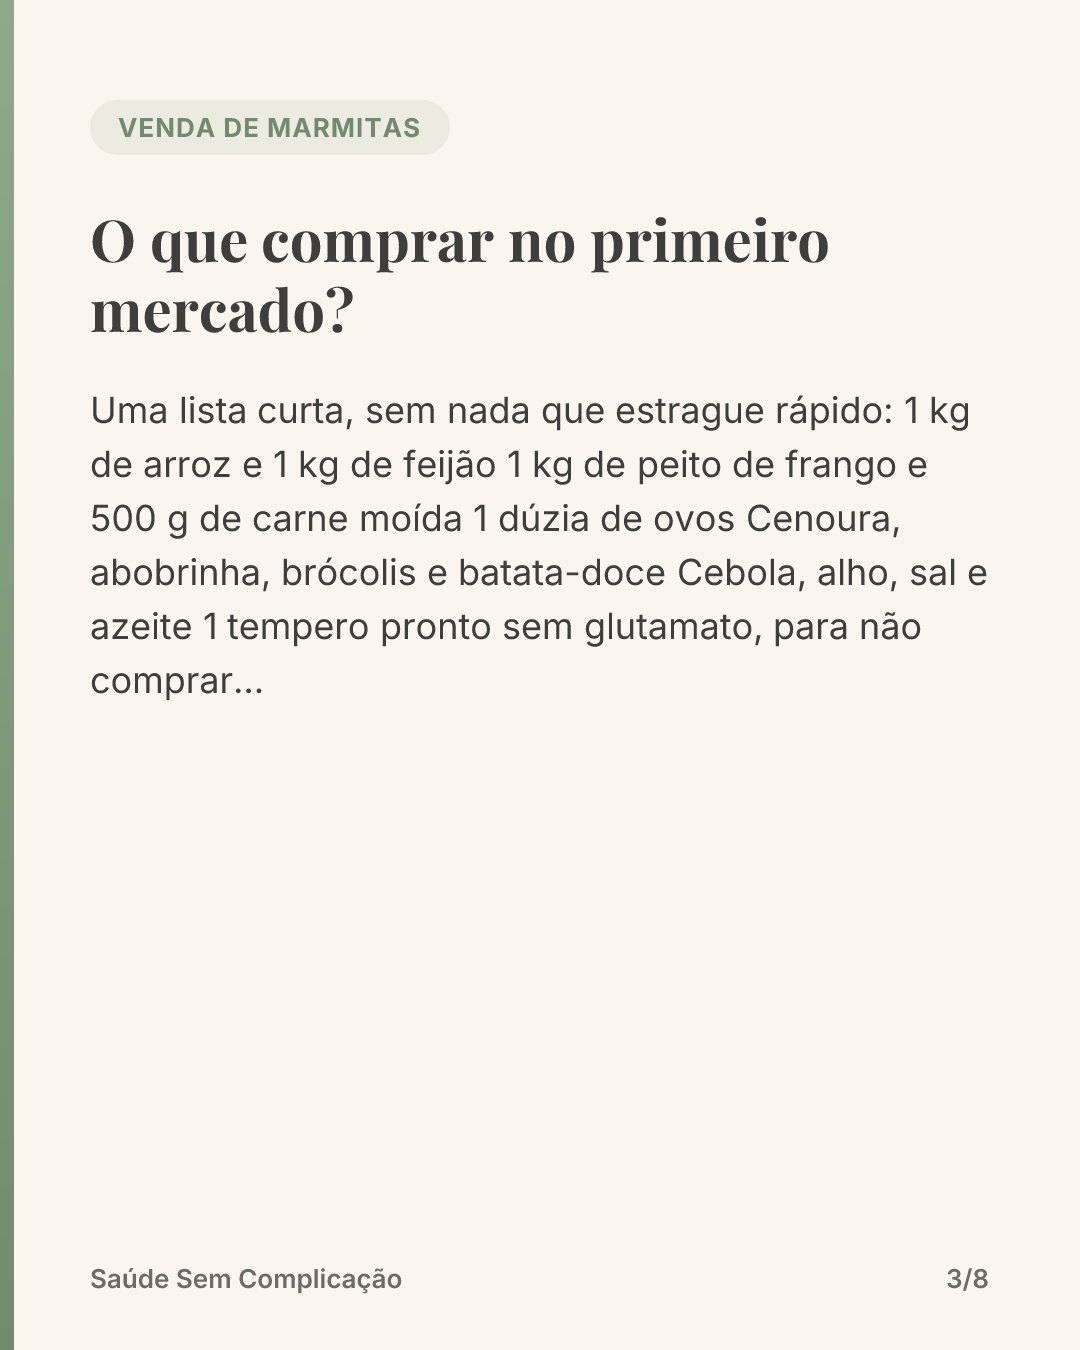 VENDA DE MARMITAS
O que comprar no primeiro
mercado?
Uma lista curta, sem nada que estrague rápido: 1 kg
de arroz e 1 kg de feijão 1 kg de peito de frango e
500 g de carne moída 1 dúzia de ovos Cenoura,
abobrinha, brócolis e batata-doce Cebola, alho, sal e
azeite 1 tempero pronto sem glutamato, para não
comprar...
Saúde Sem Complicação
3/8